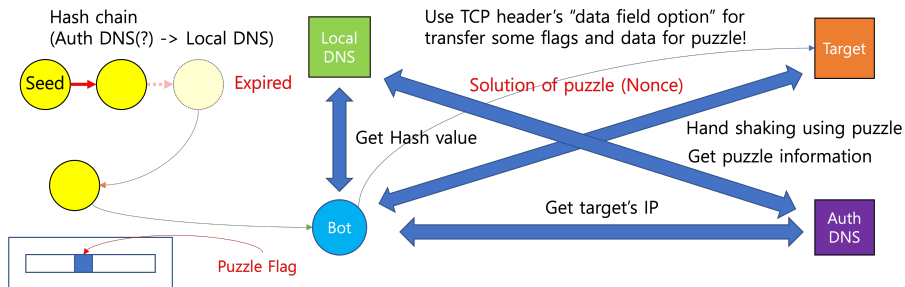 Hash chain
(Auth DNS(?) -> Local DNS)
Seed
Expired
Local
DNS
Use TCP header's "data field option" for
transfer some flags and data for puzzle!
Target
Solution of puzzle (Nonce)
Get Hash value
Hand shaking using puzzle
Get puzzle information
Bot
Get target's IP
Auth
DNS
Puzzle Flag